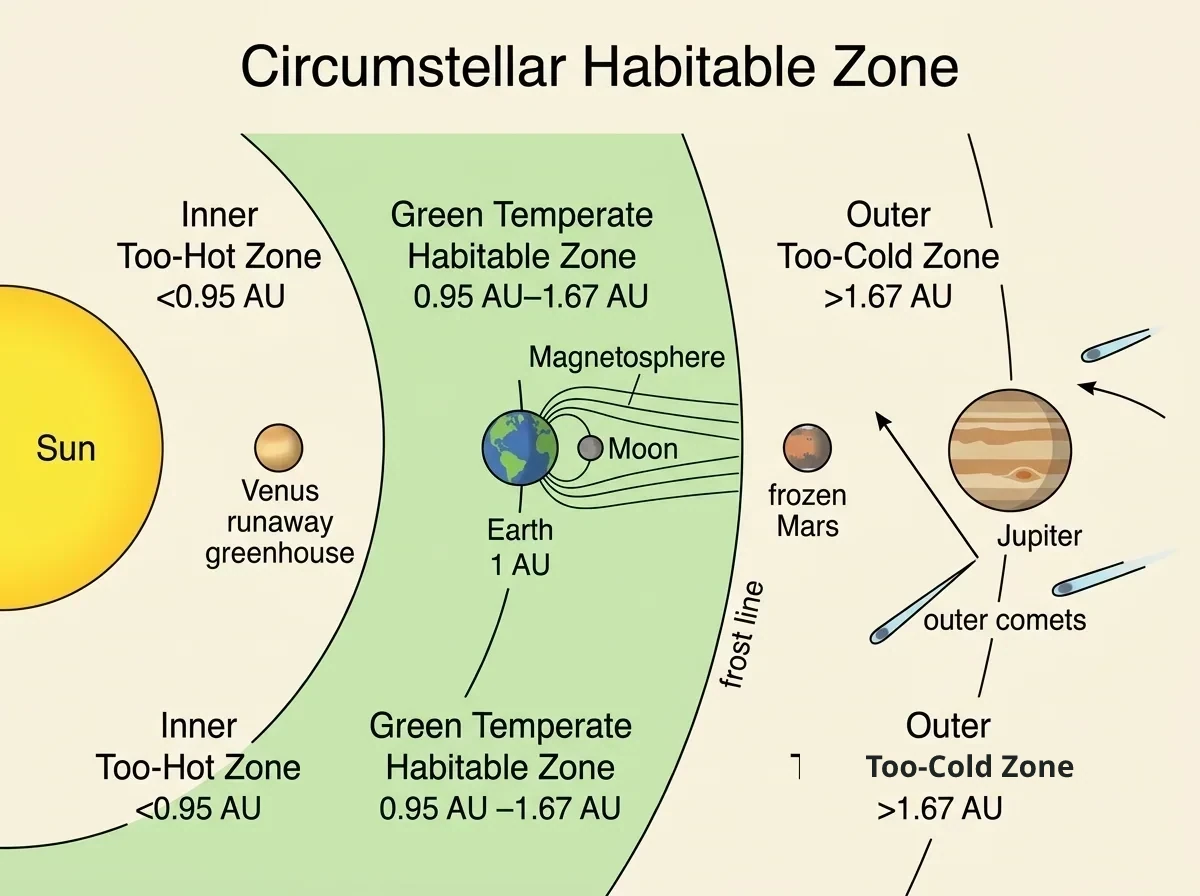 Circumstellar Habitable Zone
Inner
Too-Hot Zone
<0.95 AU
Green Temperate
Habitable Zone
0.95 AU–1.67 AU
Outer
Too-Cold Zone
>1.67 AU
Magnetosphere
Sun
Moon
Venus
runaway
greenhouse
Earth
1 AU
frozen
Mars
Jupiter
outer comets
frost line
Inner
Too-Hot Zone
<0.95 AU
Green Temperate
Habitable Zone
0.95 AU –1.67 AU
Outer
Too-Cold Zone
>1.67 AU